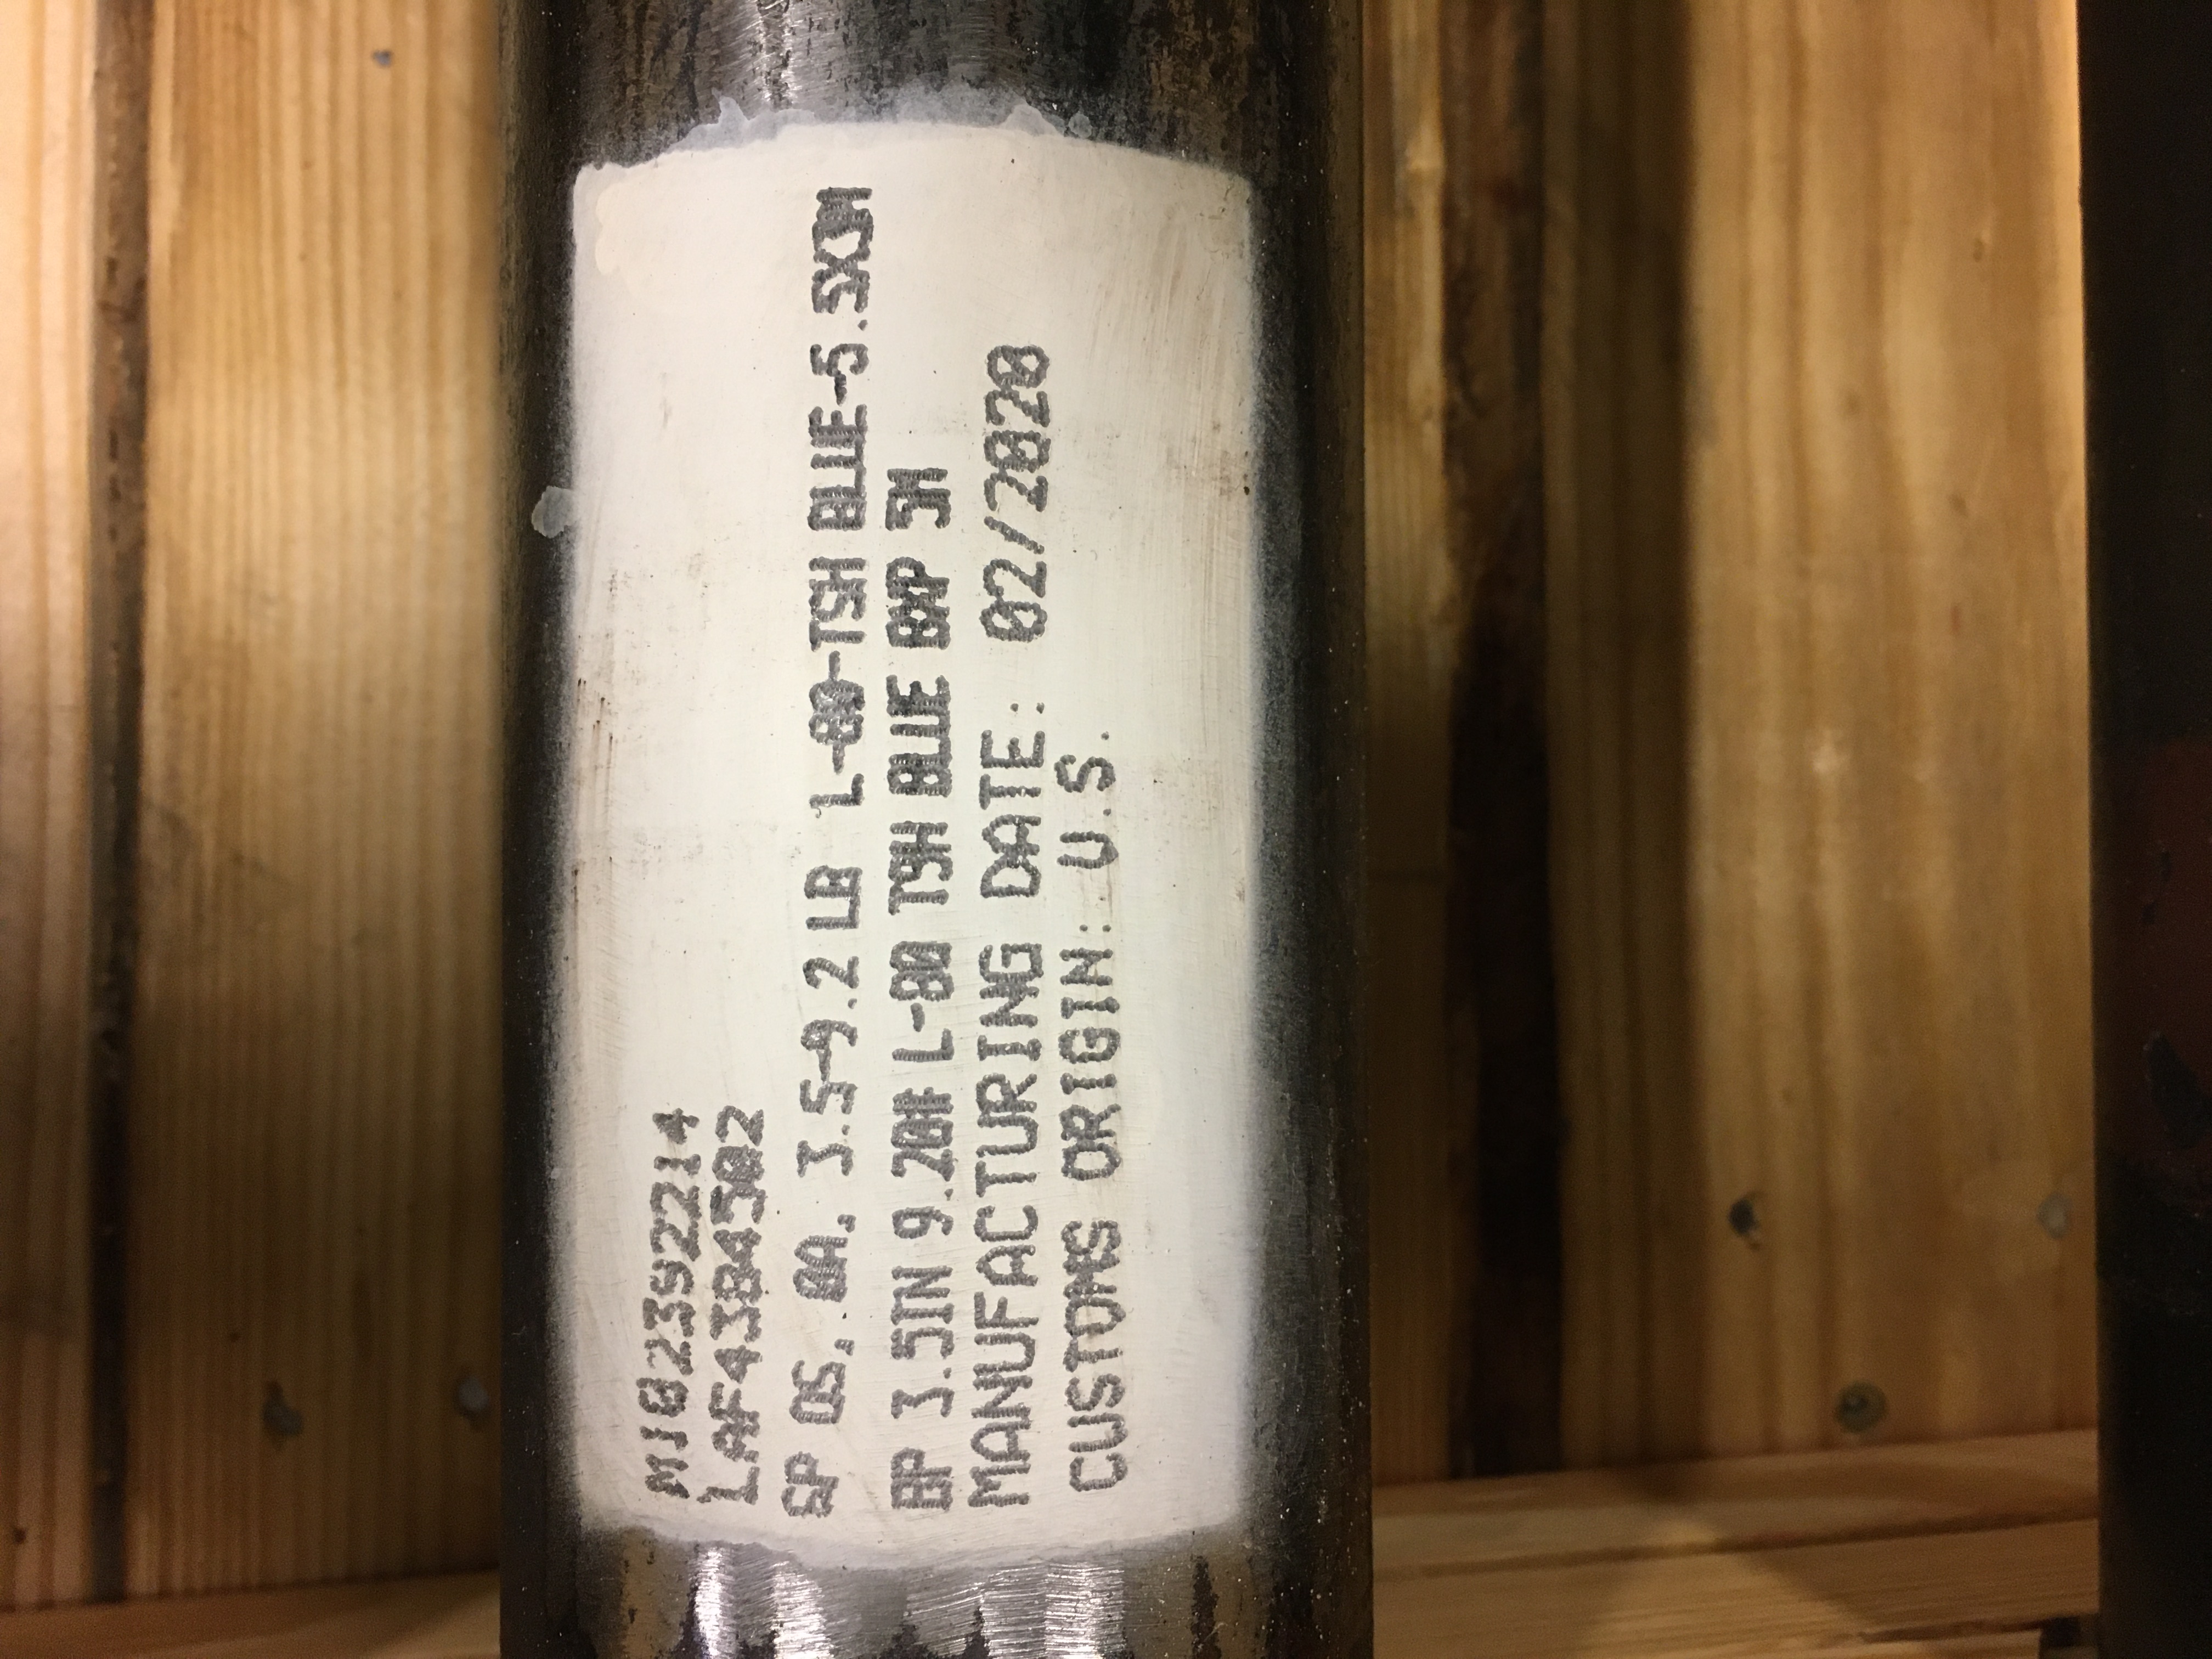 M102392214
LAF4384502
SP OS, 0A, 3.5-9.2 LB L-80-TSH BLUE-5.5X3M
BP 3.5IN 9.20# L-80 TSH BLUE BXP 5M
MANUFACTURING DATE: 02/2020
CUSTOMS ORIGIN: U.S.